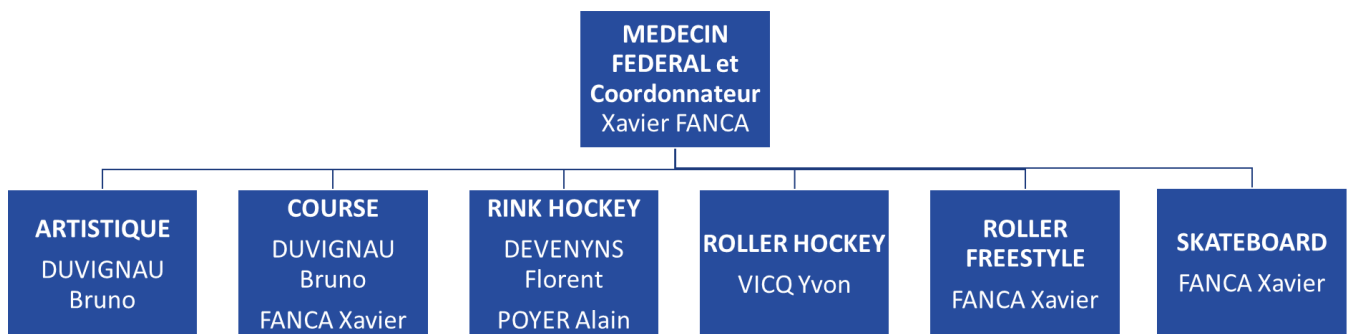 MEDECIN
FEDERAL et
Coordonnateur
Xavier FANCA
ARTISTIQUE
DUVIGNAU
Bruno
COURSE
DUVIGNAU
Bruno
FANCA Xavier
RINK HOCKEY
DEVENYNS
Florent
POYER Alain
ROLLER HOCKEY
VICQ Yvon
ROLLER
FREESTYLE
FANCA Xavier
SKATEBOARD
FANCA Xavier